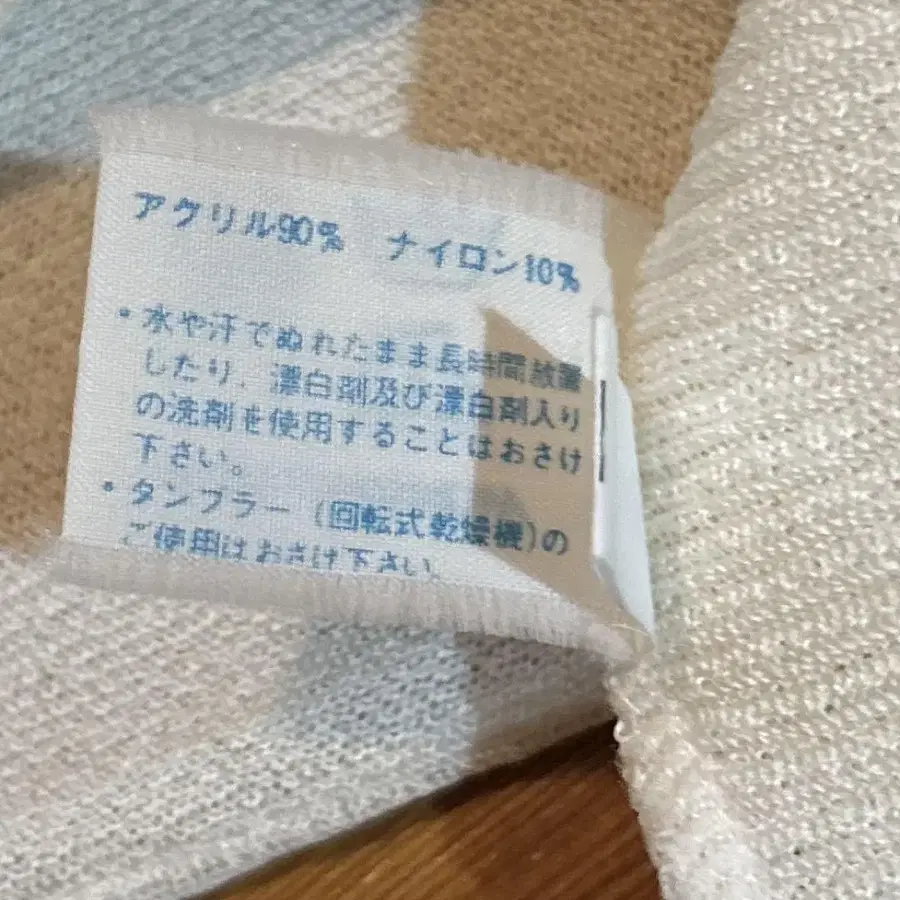 アクリル90% ナイロン10%
・水や汗でぬれたまま長時間放置
したり、漂白剤及び漂白剤入り
の洗剤を使用することはおさけ
下さい。
・タンブラー(回転式乾燥機)の
ご使用はおさけ下さい。